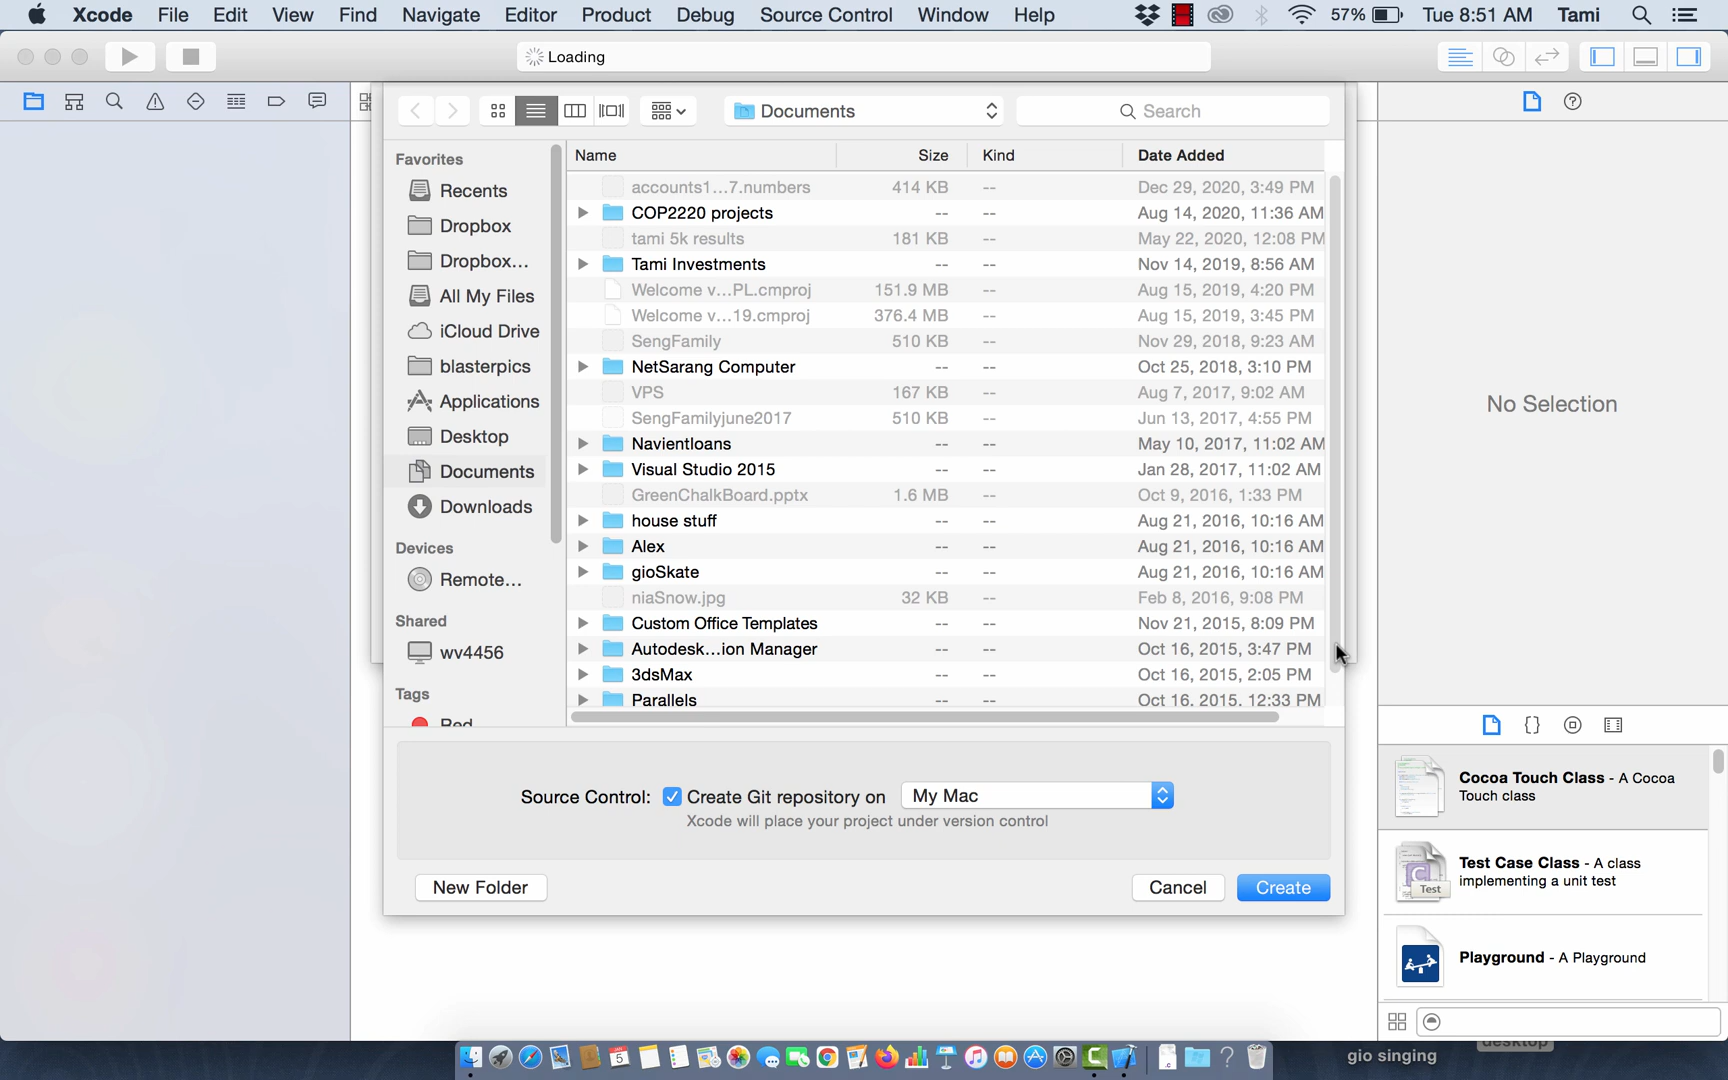 Xcode File Edit View Find Navigate Editor Product Debug Source Control Window Help 57% Tue 8:51 AM Tami
Loading
Documents
Search
Favorites
Recents
Dropbox
Dropbox...
All My Files
iCloud Drive
blasterpics
Applications
Desktop
Documents
Downloads
Devices
Remote...
Shared
wv4456
Tags
Red
Name Size Kind Date Added
accounts1...7.numbers 414 KB -- Dec 29, 2020, 3:49 PM
COP2220 projects -- -- Aug 14, 2020, 11:36 AM
tami 5k results 181 KB -- May 22, 2020, 12:08 PM
Tami Investments -- -- Nov 14, 2019, 8:56 AM
Welcome v...PL.cmproj 151.9 MB -- Aug 15, 2019, 4:20 PM
Welcome v...19.cmproj 376.4 MB -- Aug 15, 2019, 3:45 PM
SengFamily 510 KB -- Nov 29, 2018, 9:23 AM
NetSarang Computer -- -- Oct 25, 2018, 3:10 PM
VPS 167 KB -- Aug 7, 2017, 9:02 AM
SengFamilyjune2017 510 KB -- Jun 13, 2017, 4:55 PM
Navientloans -- -- May 10, 2017, 11:02 AM
Visual Studio 2015 -- -- Jan 28, 2017, 11:02 AM
GreenChalkBoard.pptx 1.6 MB -- Oct 9, 2016, 1:33 PM
house stuff -- -- Aug 21, 2016, 10:16 AM
Alex -- -- Aug 21, 2016, 10:16 AM
gioSkate -- -- Aug 21, 2016, 10:16 AM
niaSnow.jpg 32 KB -- Feb 8, 2016, 9:08 PM
Custom Office Templates -- -- Nov 21, 2015, 8:09 PM
Autodesk...ion Manager -- -- Oct 16, 2015, 3:47 PM
3dsMax -- -- Oct 16, 2015, 2:05 PM
Parallels -- -- Oct 16, 2015, 12:33 PM
Source Control: Create Git repository on My Mac
Xcode will place your project under version control
New Folder Cancel Create
No Selection
{}
Cocoa Touch Class - A Cocoa
Touch class
Test Case Class - A class
implementing a unit test
Test
Playground - A Playground
gio singing
desktop